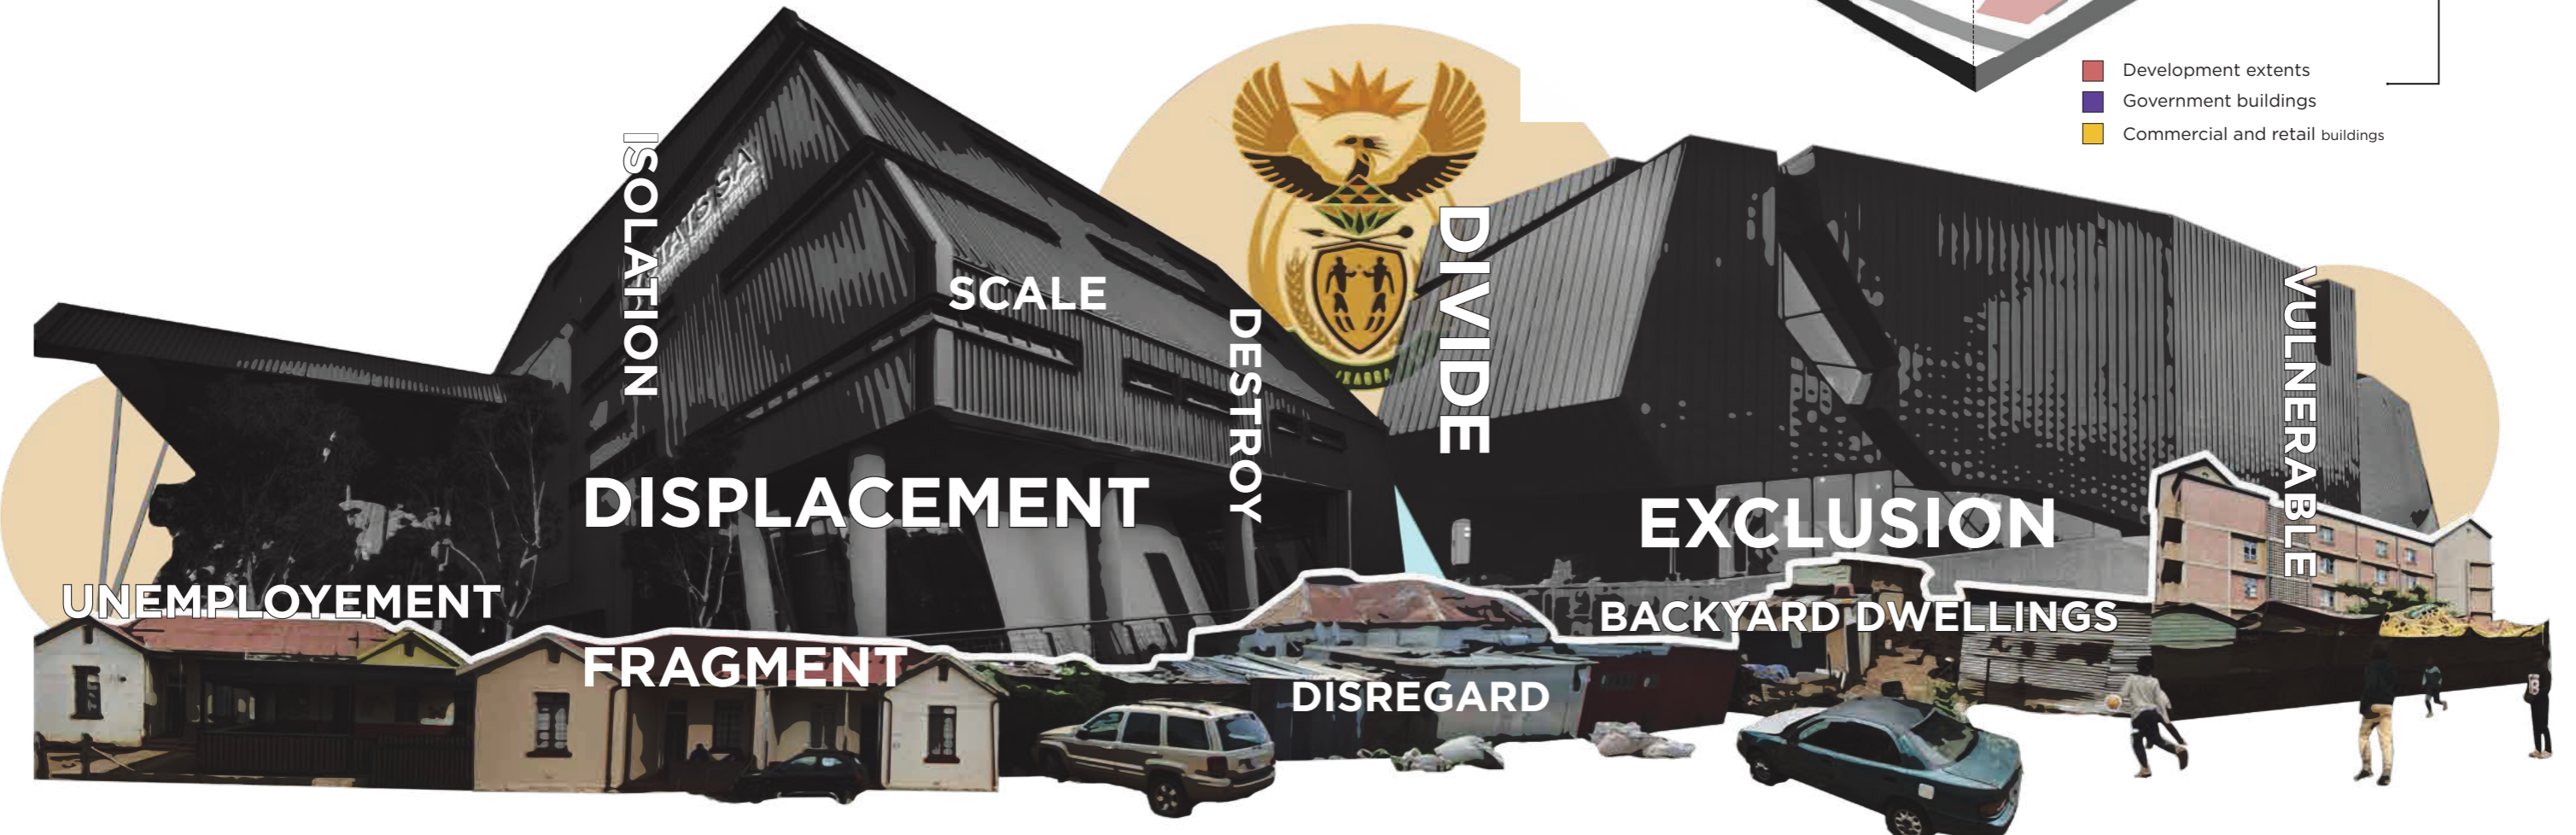 Development extents
Government buildings
Commercial and retail buildings
ISOLATION
SCALE
DESTROY
DIVIDE
VULNERABLE
DISPLACEMENT
EXCLUSION
UNEMPLOYEMENT
BACKYARD DWELLINGS
FRAGMENT
DISREGARD
8